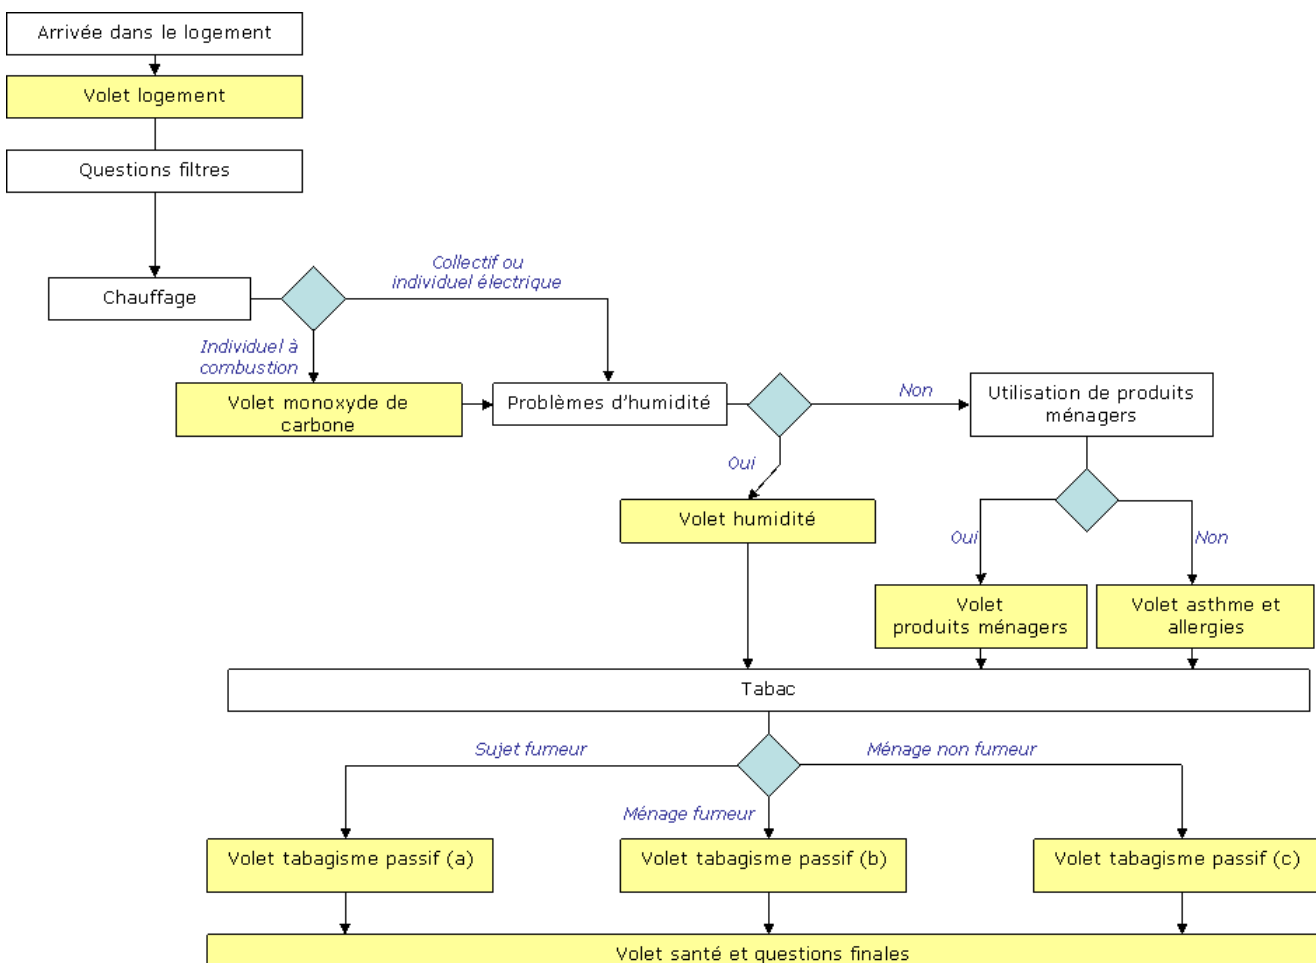 Arrivée dans le logement
Volet logement
Questions filtres
Collectif ou
individuel électrique
Chauffage
Individuel à
combustion
Volet monoxyde de
carbone
Problèmes d'humidité
Non
Utilisation de produits
ménagers
Oui
Volet humidité
Oui
Non
Volet
produits ménagers
Volet asthme et
allergies
Tabac
Sujet fumeur
Ménage non fumeur
Ménage fumeur
Volet tabagisme passif (a)
Volet tabagisme passif (b)
Volet tabagisme passif (c)
Volet santé et questions finales